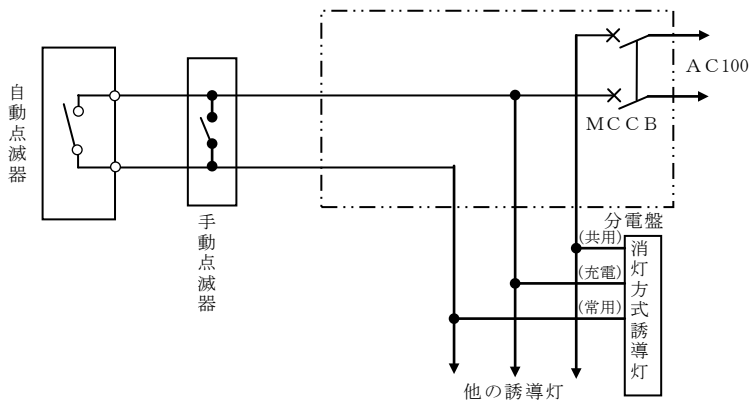 自動点滅器
手動点滅器
ＡＣ100
ＭＣＣＢ
分電盤
(共用)
(充電)
(常用)
消灯方式誘導灯
他の誘導灯